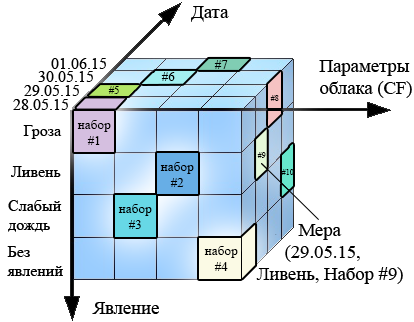 Дата
01.06.15
30.05.15
29.05.15
28.05.15
#7
#6
#5
#8
Параметры
облака (CF)
Гроза
набор
#1
Ливень
набор
#2
#9
#10
Слабый
дождь
набор
#3
Без
явлений
набор
#4
Мера
(29.05.15,
Ливень, Набор #9)
Явление